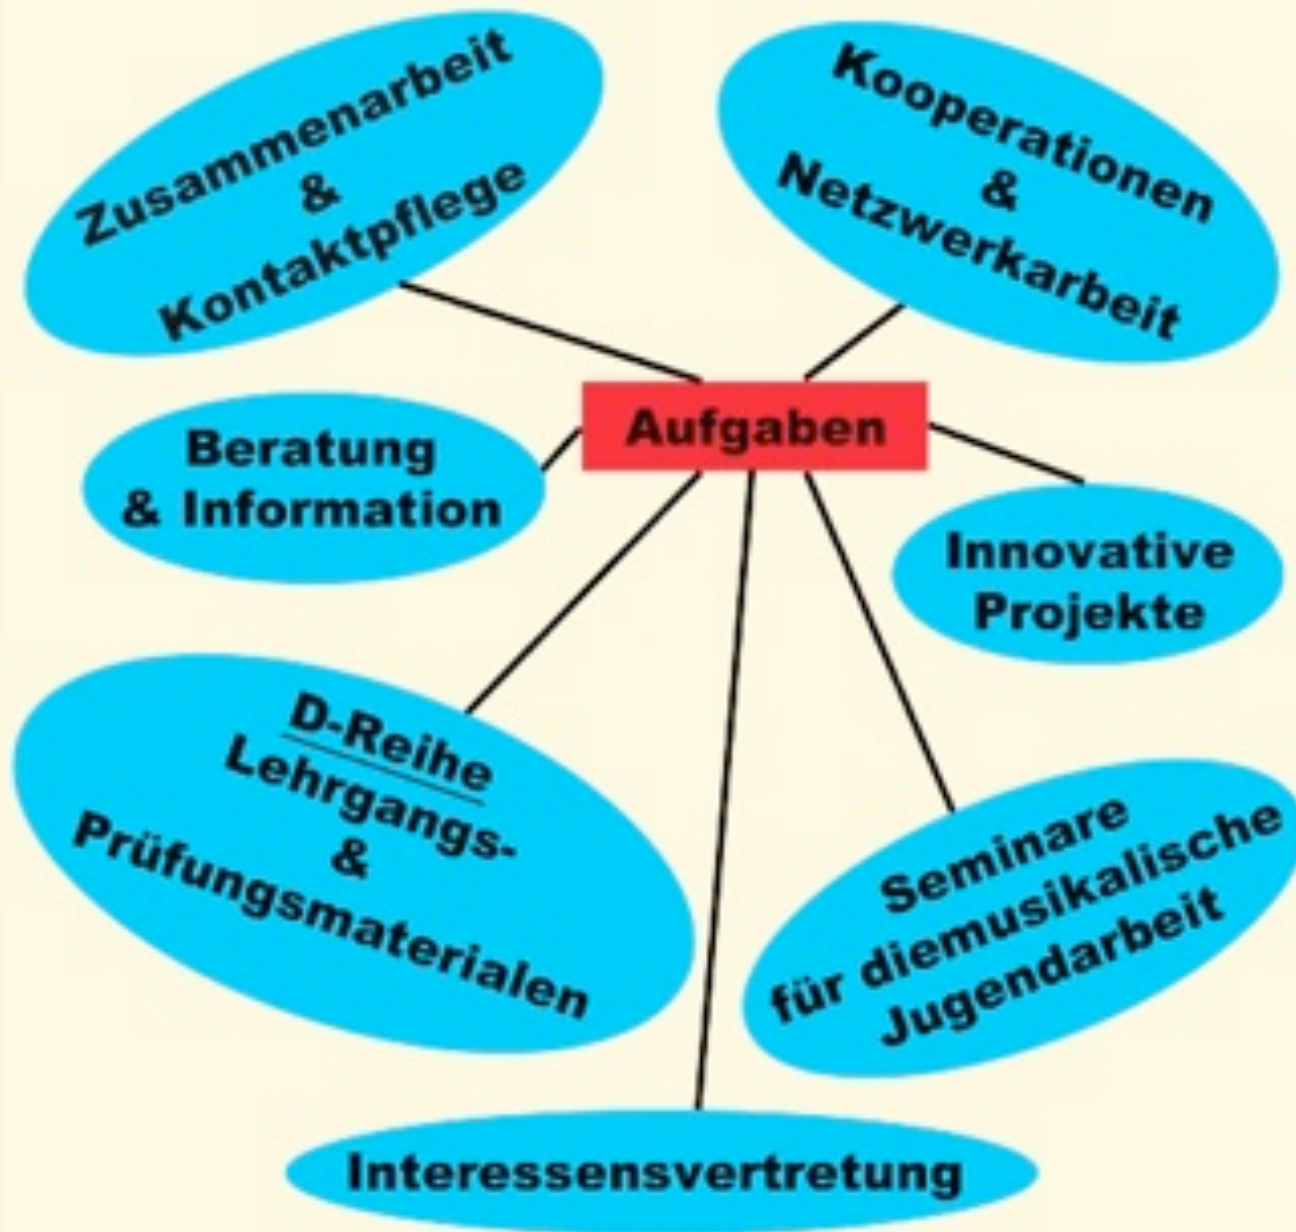 Zusammenarbeit
&
Kontaktpflege
Kooperationen
&
Netzwerkarbeit
Aufgaben
Beratung
& Information
Innovative
Projekte
D-Reihe
Lehrgangs-
&
Prüfungsmaterialen
Seminare
für diemusikalische
Jugendarbeit
Interessensvertretung